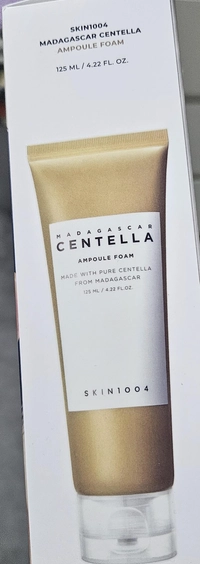 SKIN1004
MADAGASCAR CENTELLA
AMPOULE FOAM
125 ML / 4.22 FL. OZ.
MADAGASCAR
CENTELLA
AMPOULE FOAM
MADE WITH PURE CENTELLA
FROM MADAGASCAR
125 ML / 4.22 FL.OZ.
SKIN1004